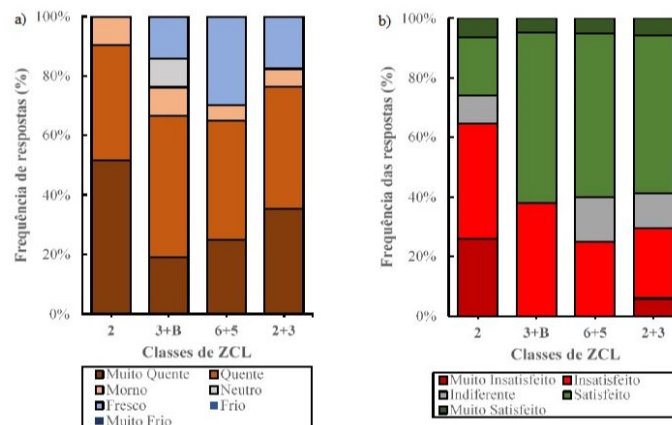 a)
Frequência de respostas (%)
100%
80%
60%
40%
20%
0%
2 3+B 6+5 2+3
Classes de ZCL
Muito Quente Quente
Morno Neutro
Fresco Frio
Muito Frio
b)
Frequência das respostas (%)
100%
80%
60%
40%
20%
0%
2 3+B 6+5 2+3
Classes de ZCL
Muito Insatisfeito Insatisfeito
Indiferente Satisfeito
Muito Satisfeito